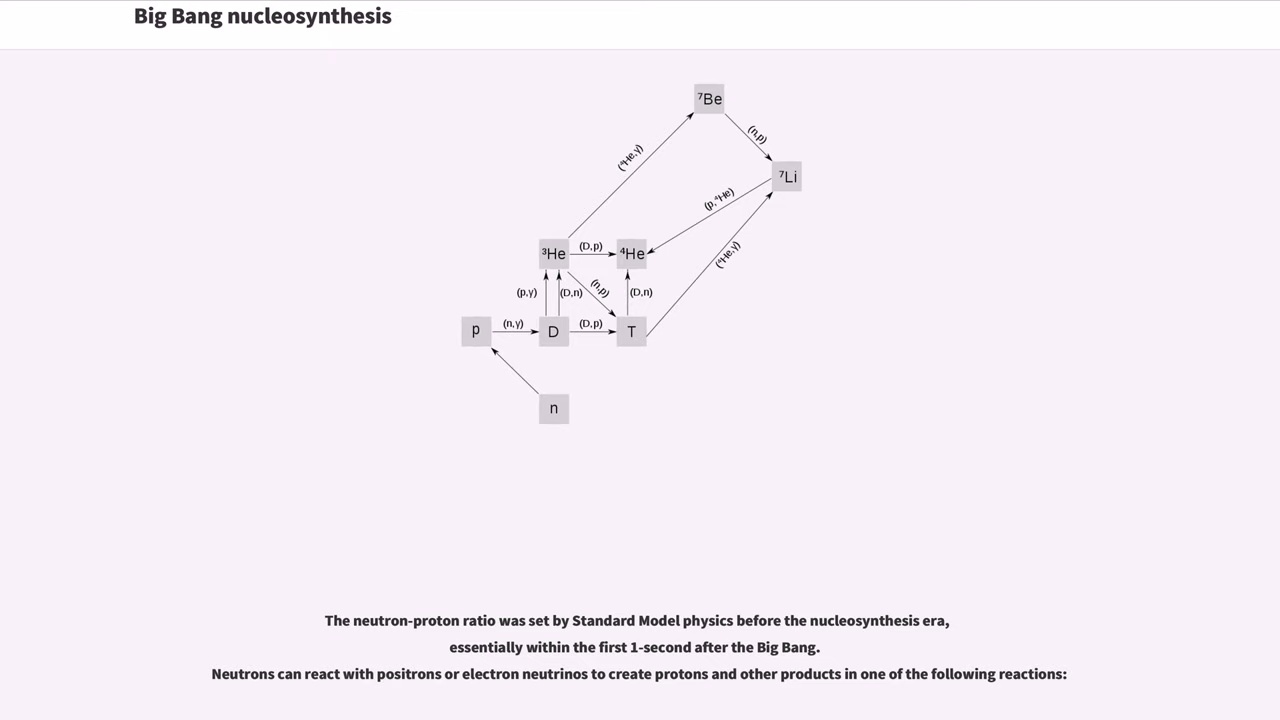 Big Bang nucleosynthesis
⁷Be
(n,p)
(⁴He,γ)
⁷Li
(p,⁴He)
³He
(D,p)
⁴He
(⁴He,γ)
(p,γ)
(D,n)
(n,p)
(D,n)
p
(n,γ)
D
(D,p)
T
n
The neutron-proton ratio was set by Standard Model physics before the nucleosynthesis era,
essentially within the first 1-second after the Big Bang.
Neutrons can react with positrons or electron neutrinos to create protons and other products in one of the following reactions: